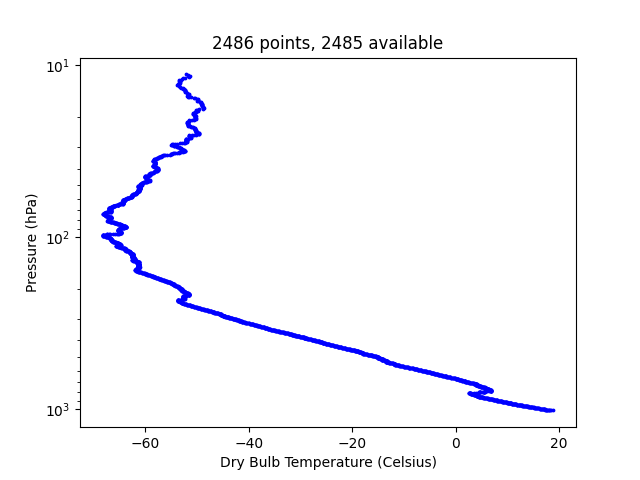 2486 points, 2485 available
10¹
10²
10³
Pressure (hPa)
−60 −40 −20 0 20
Dry Bulb Temperature (Celsius)